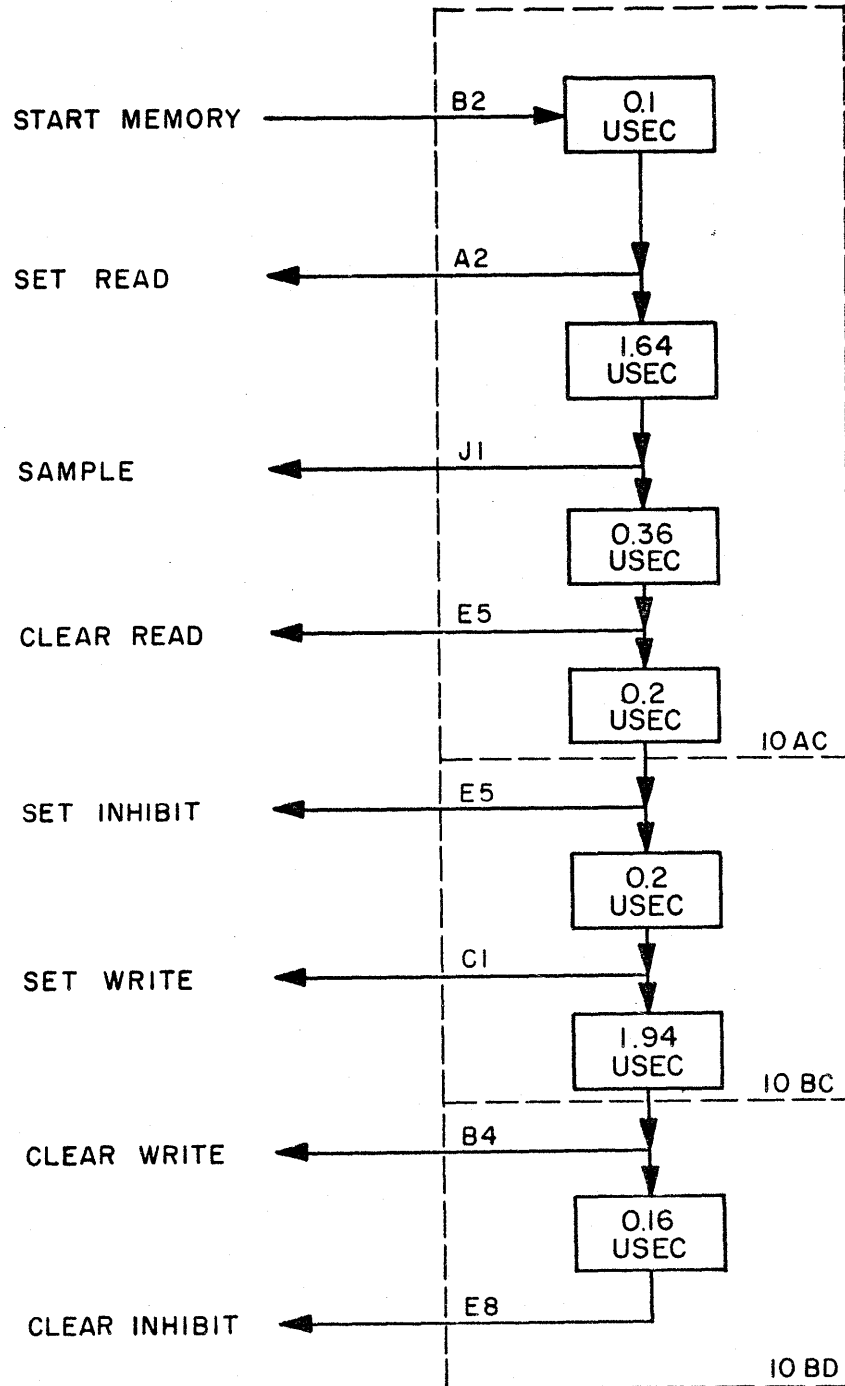 START MEMORY
B2
0.1
USEC
SET READ
A2
1.64
USEC
SAMPLE
J1
0.36
USEC
CLEAR READ
E5
0.2
USEC
10 AC
SET INHIBIT
E5
0.2
USEC
SET WRITE
C1
1.94
USEC
10 BC
CLEAR WRITE
B4
0.16
USEC
CLEAR INHIBIT
E8
10 BD